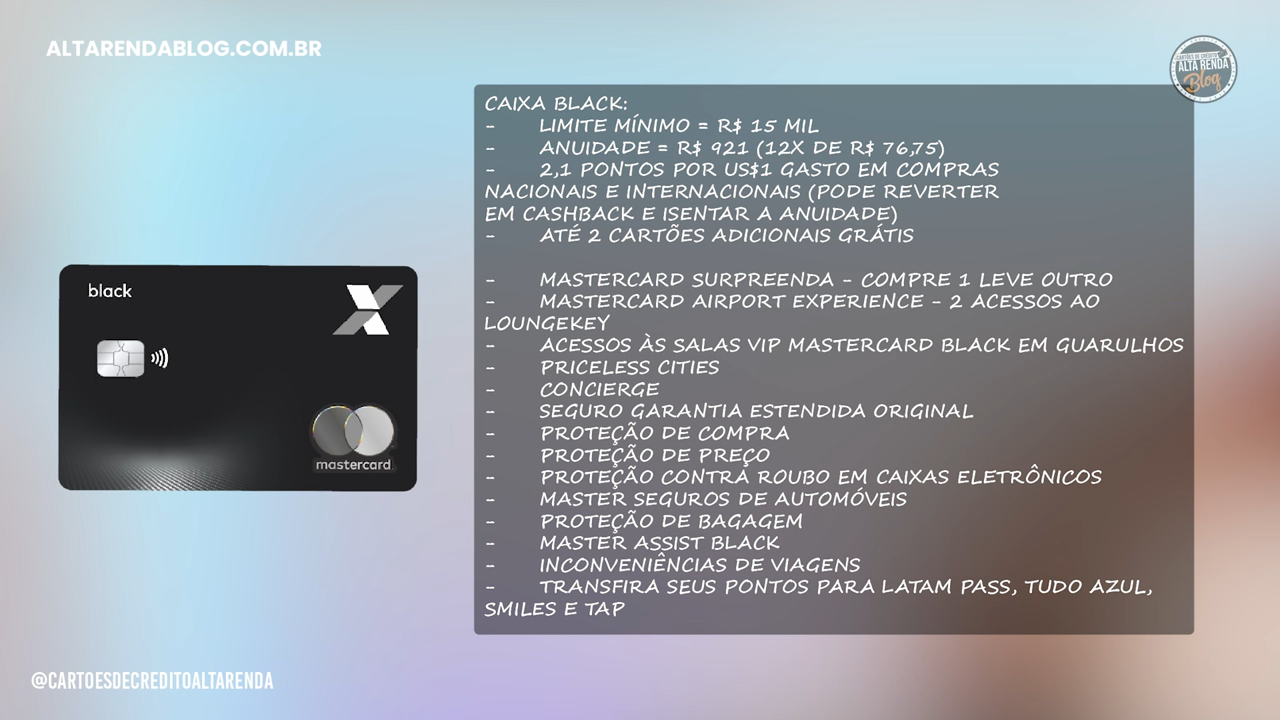 ALTARENDABLOG.COM.BR
CARTÕES DE CRÉDITO
ALTA RENDA
Blog
CAIXA BLACK:
- LIMITE MÍNIMO = R$ 15 MIL
- ANUIDADE = R$ 921 (12X DE R$ 76,75)
- 2,1 PONTOS POR US$1 GASTO EM COMPRAS
NACIONAIS E INTERNACIONAIS (PODE REVERTER
EM CASHBACK E ISENTAR A ANUIDADE)
- ATÉ 2 CARTÕES ADICIONAIS GRÁTIS
- MASTERCARD SURPREENDA - COMPRE 1 LEVE OUTRO
- MASTERCARD AIRPORT EXPERIENCE - 2 ACESSOS AO
LOUNGEKEY
- ACESSOS ÀS SALAS VIP MASTERCARD BLACK EM GUARULHOS
- PRICELESS CITIES
- CONCIERGE
- SEGURO GARANTIA ESTENDIDA ORIGINAL
- PROTEÇÃO DE COMPRA
- PROTEÇÃO DE PREÇO
- PROTEÇÃO CONTRA ROUBO EM CAIXAS ELETRÔNICOS
- MASTER SEGUROS DE AUTOMÓVEIS
- PROTEÇÃO DE BAGAGEM
- MASTER ASSIST BLACK
- INCONVENIÊNCIAS DE VIAGENS
- TRANSFIRA SEUS PONTOS PARA LATAM PASS, TUDO AZUL,
SMILES E TAP
black
mastercard
@CARTOESDECREDITOALTARENDA